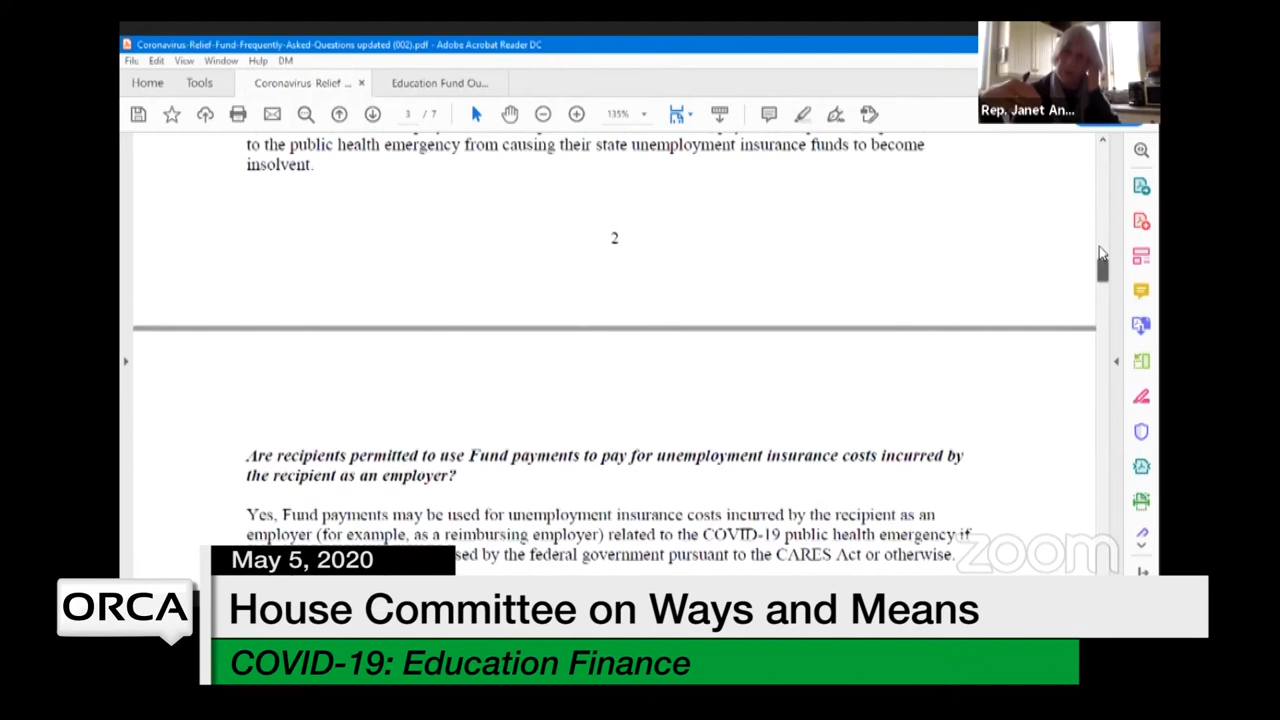 Coronavirus-Relief-Fund-Frequently-Asked-Questions updated (002).pdf - Adobe Acrobat Reader DC
File Edit View Window Help DM
Home Tools Coronavirus Relief ... × Education Fund Ou...
3 / 7 135%
Rep. Janet An...
to the public health emergency from causing their state unemployment insurance funds to become
insolvent.
2
Are recipients permitted to use Fund payments to pay for unemployment insurance costs incurred by
the recipient as an employer?
Yes, Fund payments may be used for unemployment insurance costs incurred by the recipient as an
employer (for example, as a reimbursing employer) related to the COVID-19 public health emergency if
sed by the federal government pursuant to the CARES Act or otherwise.
zoom
May 5, 2020
ORCA
House Committee on Ways and Means
COVID-19: Education Finance